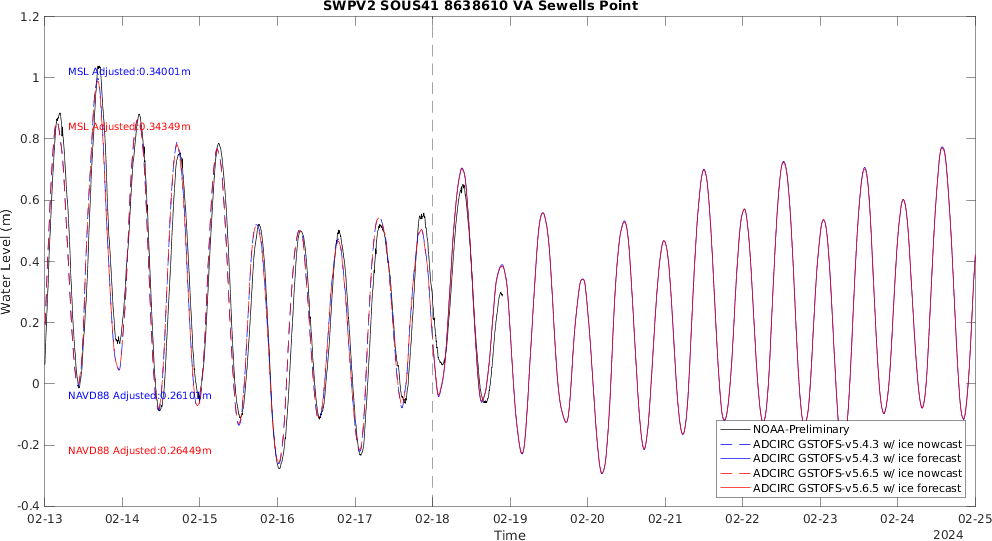 SWPV2 SOUS41 8638610 VA Sewells Point
Water Level (m)
1.2
1
0.8
0.6
0.4
0.2
0
-0.2
-0.4
MSL Adjusted:0.34001m
MSL Adjusted:0.34349m
NAVD88 Adjusted:0.26101m
NAVD88 Adjusted:0.26449m
NOAA-Preliminary
ADCIRC GSTOFS-v5.4.3 w/ ice nowcast
ADCIRC GSTOFS-v5.4.3 w/ ice forecast
ADCIRC GSTOFS-v5.6.5 w/ ice nowcast
ADCIRC GSTOFS-v5.6.5 w/ ice forecast
02-13 02-14 02-15 02-16 02-17 02-18 02-19 02-20 02-21 02-22 02-23 02-24 02-25
Time
2024